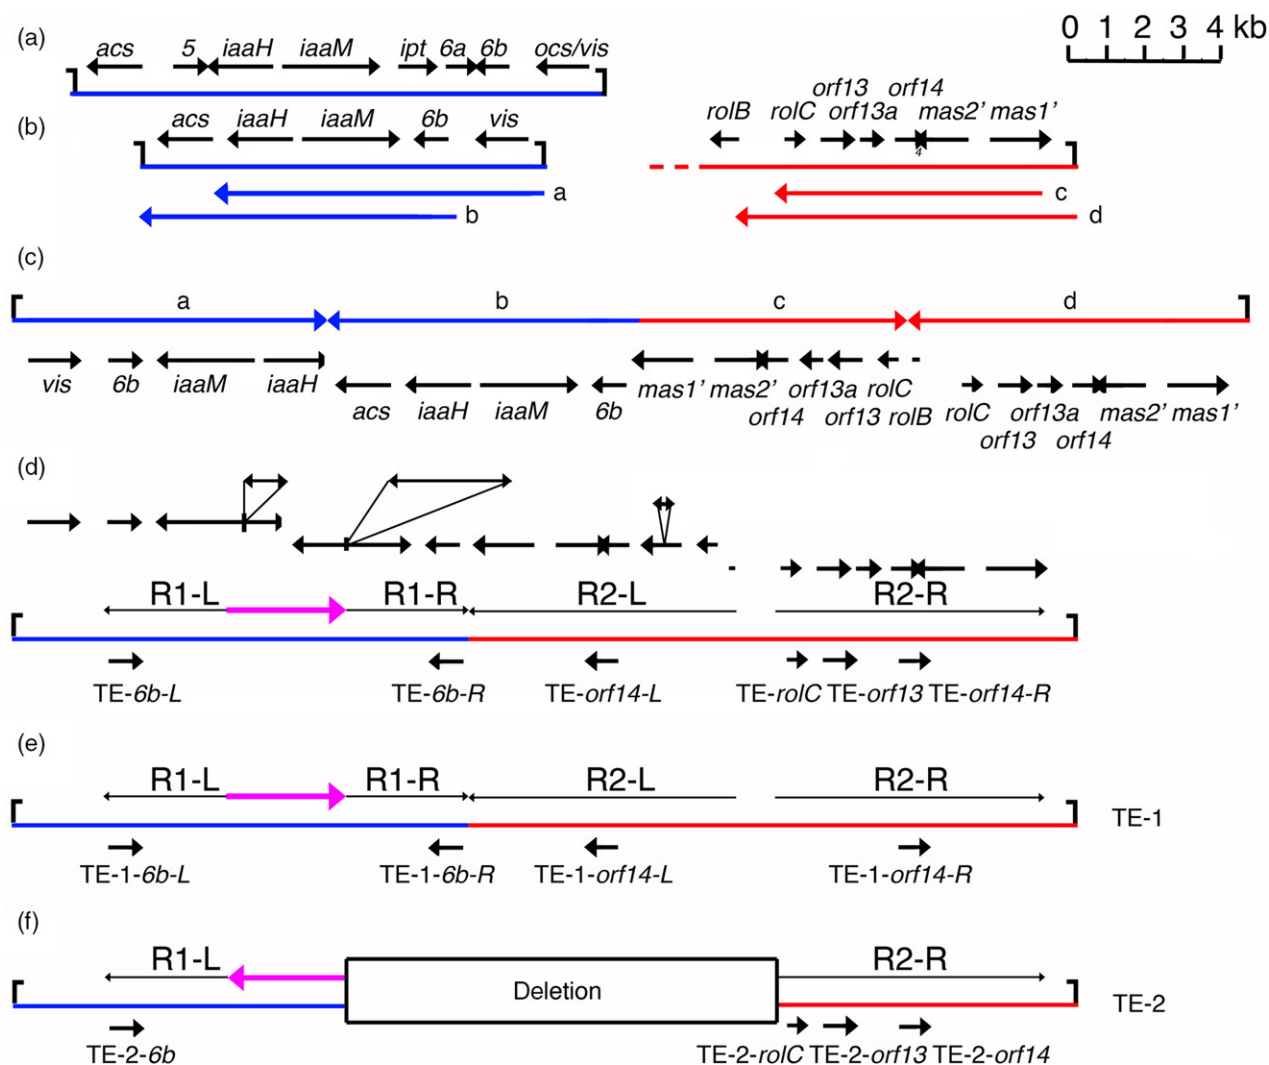 0 1 2 3 4 kb
(a)
acs 5 iaaH iaaM ipt 6a 6b ocs/vis
orf13 orf14
rolB rolC orf13a mas2’ mas1’
(b)
acs iaaH iaaM 6b vis
4
a
c
b
d
(c)
a b c d
vis 6b iaaM iaaH
acs iaaH iaaM 6b
mas1’ mas2’ orf13a rolC
orf14 orf13 rolB
rolC orf13a mas2’ mas1’
orf13 orf14
(d)
R1-L R1-R R2-L R2-R
TE-6b-L TE-6b-R TE-orf14-L TE-rolC TE-orf13 TE-orf14-R
(e)
R1-L R1-R R2-L R2-R
TE-1
TE-1-6b-L TE-1-6b-R TE-1-orf14-L TE-1-orf14-R
(f)
R1-L R2-R
Deletion
TE-2
TE-2-6b TE-2-rolC TE-2-orf13 TE-2-orf14